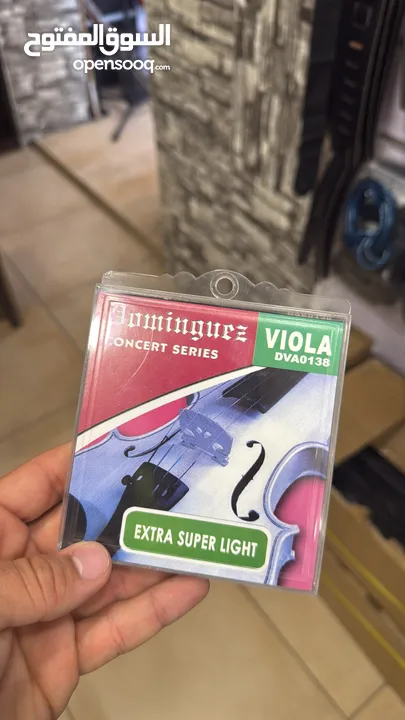 السوق المفتوح
opensooq.com
Dominguez
CONCERT SERIES
VIOLA
DVA0138
EXTRA SUPER LIGHT